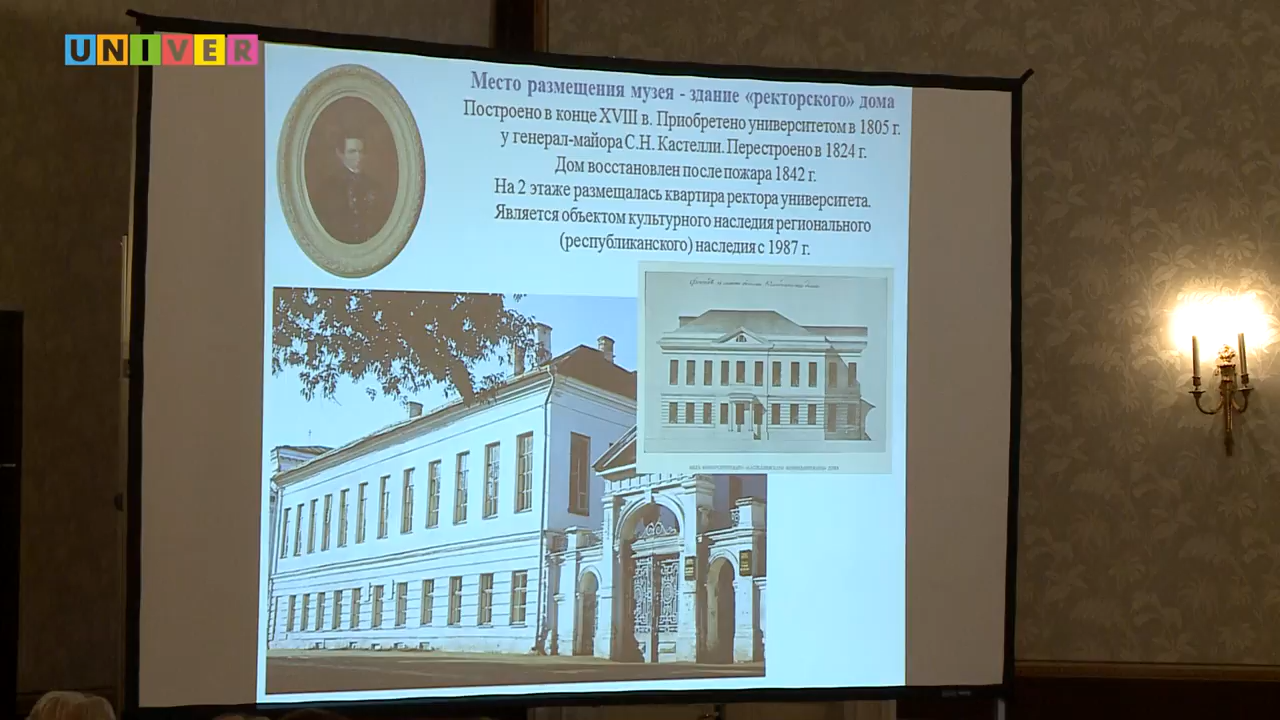 UNIVER
Место размещения музея - здание «ректорского» дома
Построено в конце XVIII в. Приобретено университетом в 1805 г.
у генерал-майора С.Н. Кастелли. Перестроено в 1824 г.
Дом восстановлен после пожара 1842 г.
На 2 этаже размещалась квартира ректора университета.
Является объектом культурного наследия регионального
(республиканского) наследия с 1987 г.